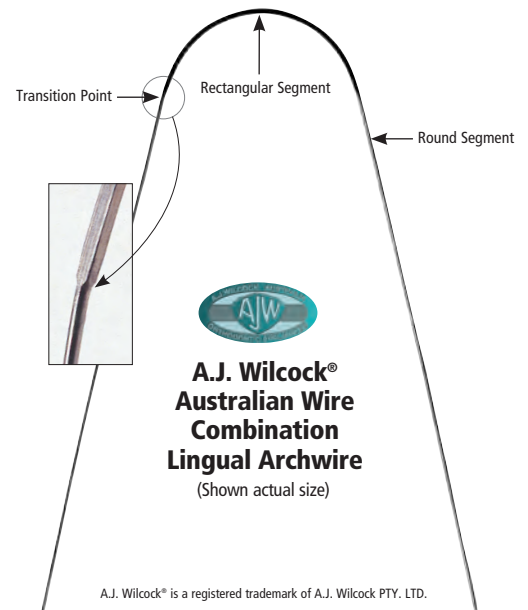 Rectangular Segment
Transition Point
Round Segment
AJW
A.J. Wilcock®
Australian Wire
Combination
Lingual Archwire
(Shown actual size)
A.J. Wilcock® is a registered trademark of A.J. Wilcock PTY. LTD.